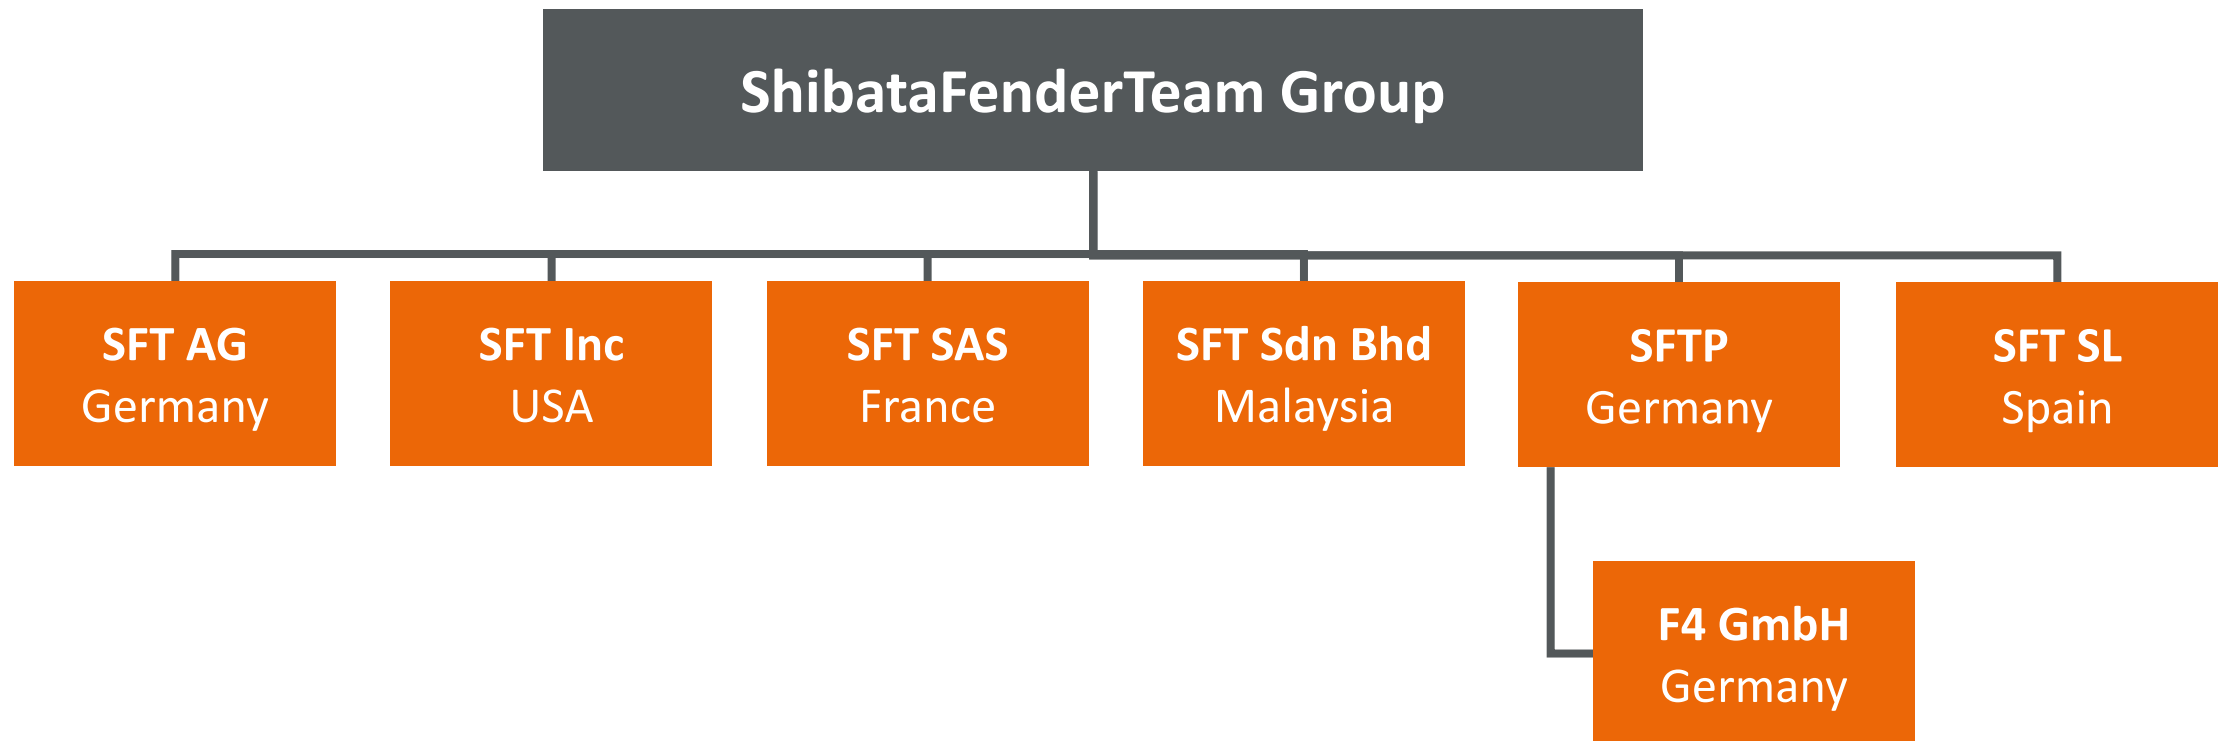 ShibataFenderTeam Group
SFT AG
Germany
SFT Inc
USA
SFT SAS
France
SFT Sdn Bhd
Malaysia
SFTP
Germany
SFT SL
Spain
F4 GmbH
Germany